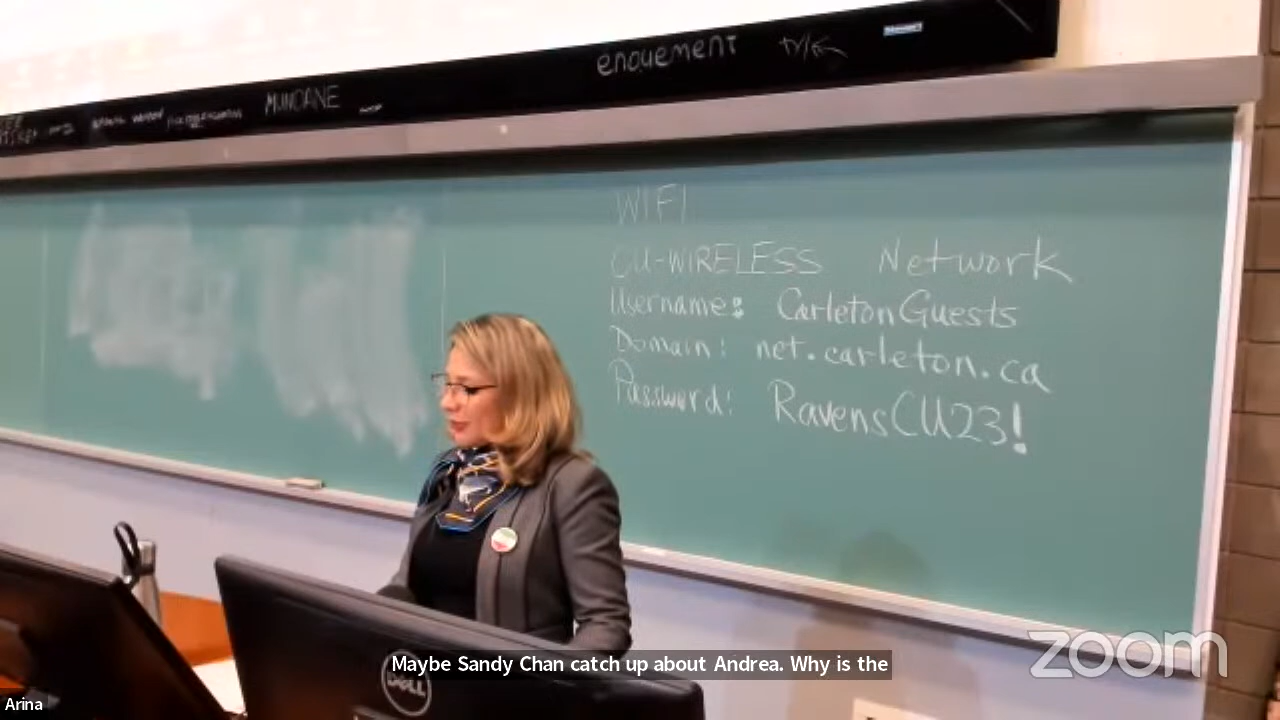 enquement
MUNDANE
WIFI
CU-WIRELESS Network
Username: CarletonGuests
Domain: net.carleton.ca
Password: RavensCU23!
DELL
Maybe Sandy Chan catch up about Andrea. Why is the
zoom
Arina